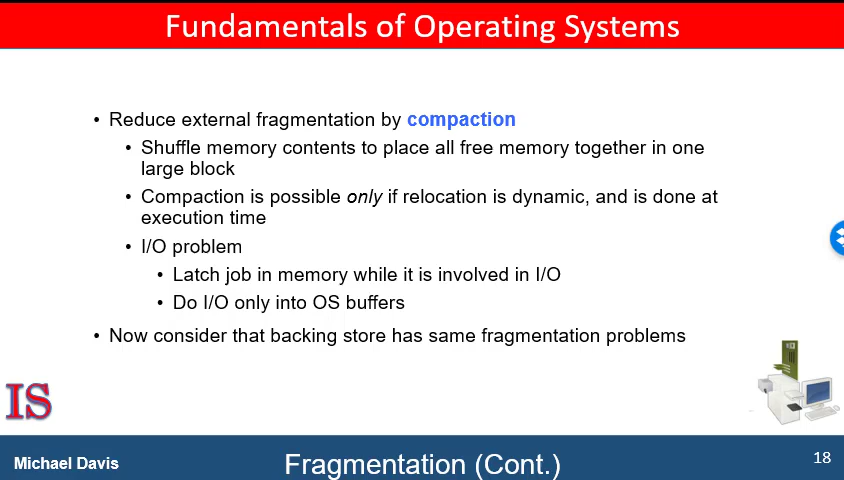 Fundamentals of Operating Systems
• Reduce external fragmentation by compaction
• Shuffle memory contents to place all free memory together in one
large block
• Compaction is possible only if relocation is dynamic, and is done at
execution time
• I/O problem
• Latch job in memory while it is involved in I/O
• Do I/O only into OS buffers
• Now consider that backing store has same fragmentation problems
IS
Michael Davis
Fragmentation (Cont.)
18